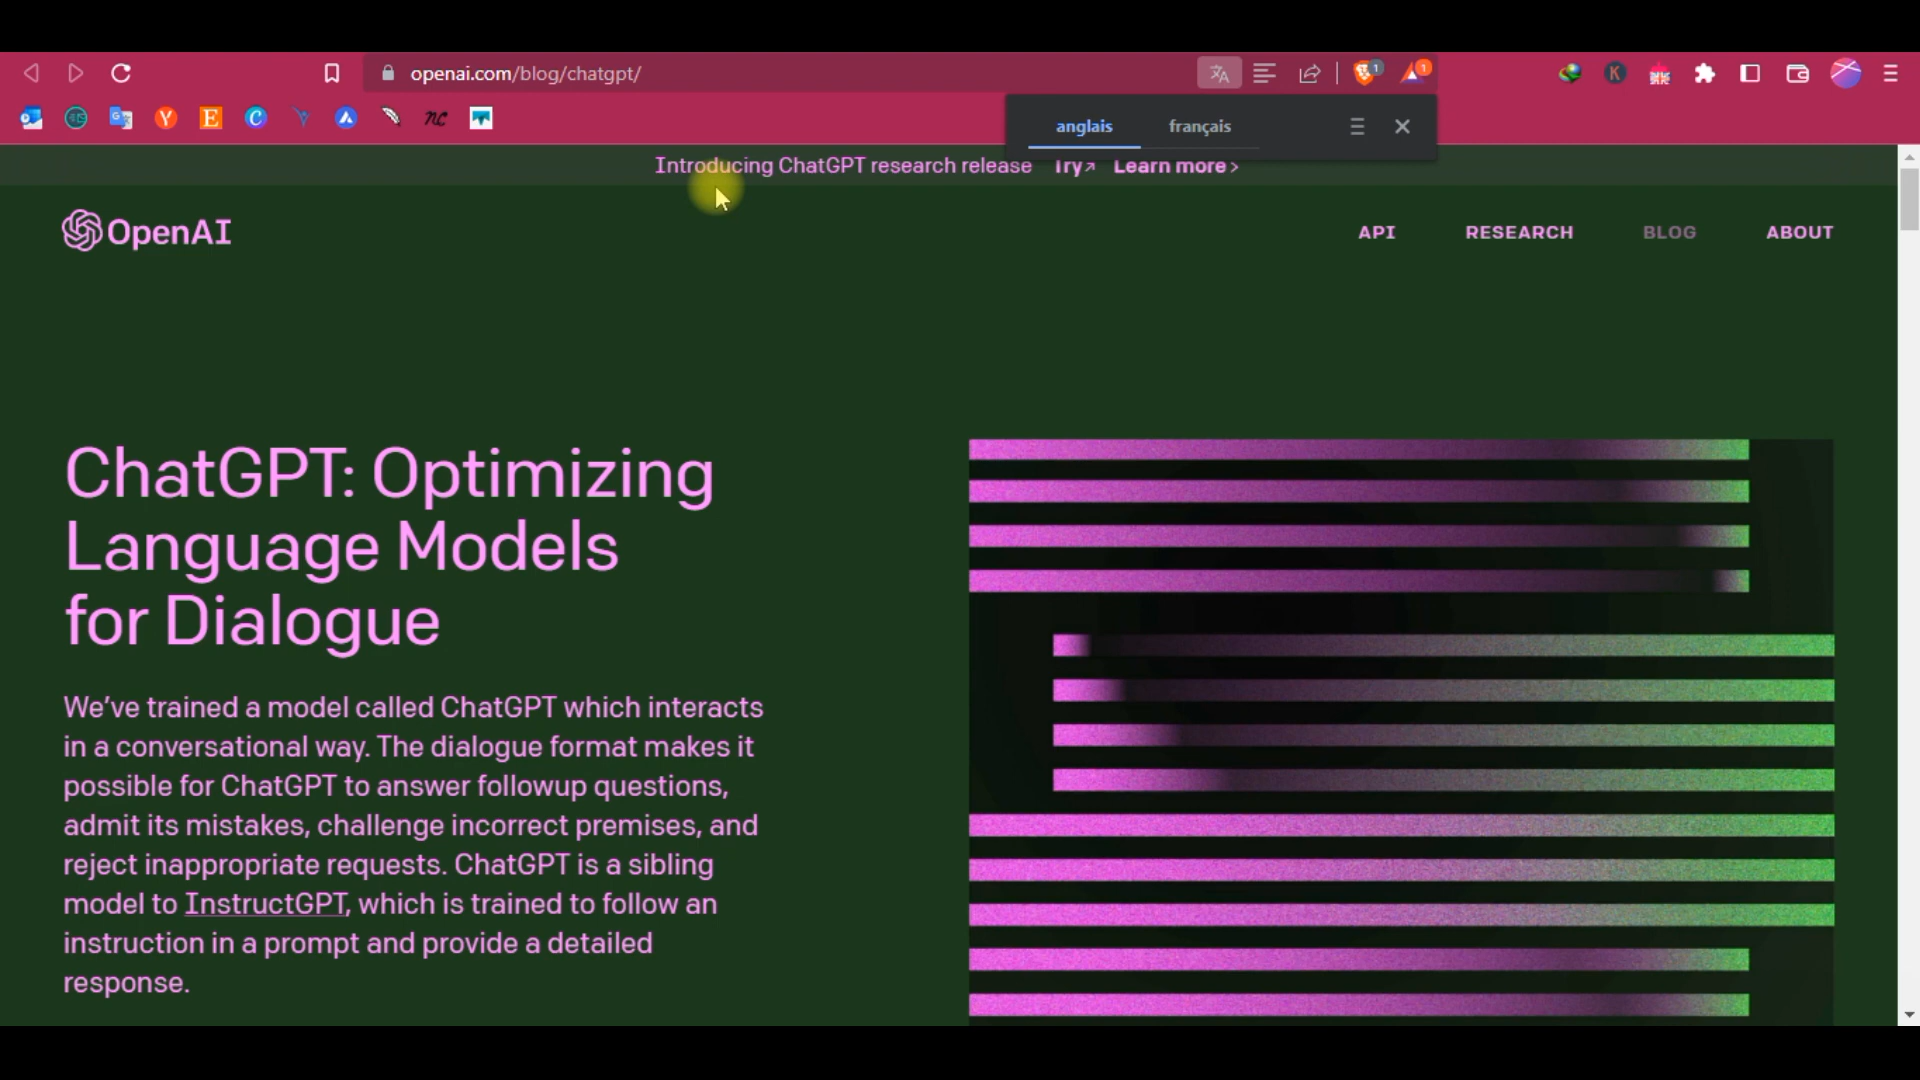 openai.com/blog/chatgpt/
1
1
K
Y
E
C
nc
anglais français
Introducing ChatGPT research release Try↗ Learn more >
OpenAI
API RESEARCH BLOG ABOUT
ChatGPT: Optimizing
Language Models
for Dialogue
We’ve trained a model called ChatGPT which interacts
in a conversational way. The dialogue format makes it
possible for ChatGPT to answer followup questions,
admit its mistakes, challenge incorrect premises, and
reject inappropriate requests. ChatGPT is a sibling
model to InstructGPT, which is trained to follow an
instruction in a prompt and provide a detailed
response.